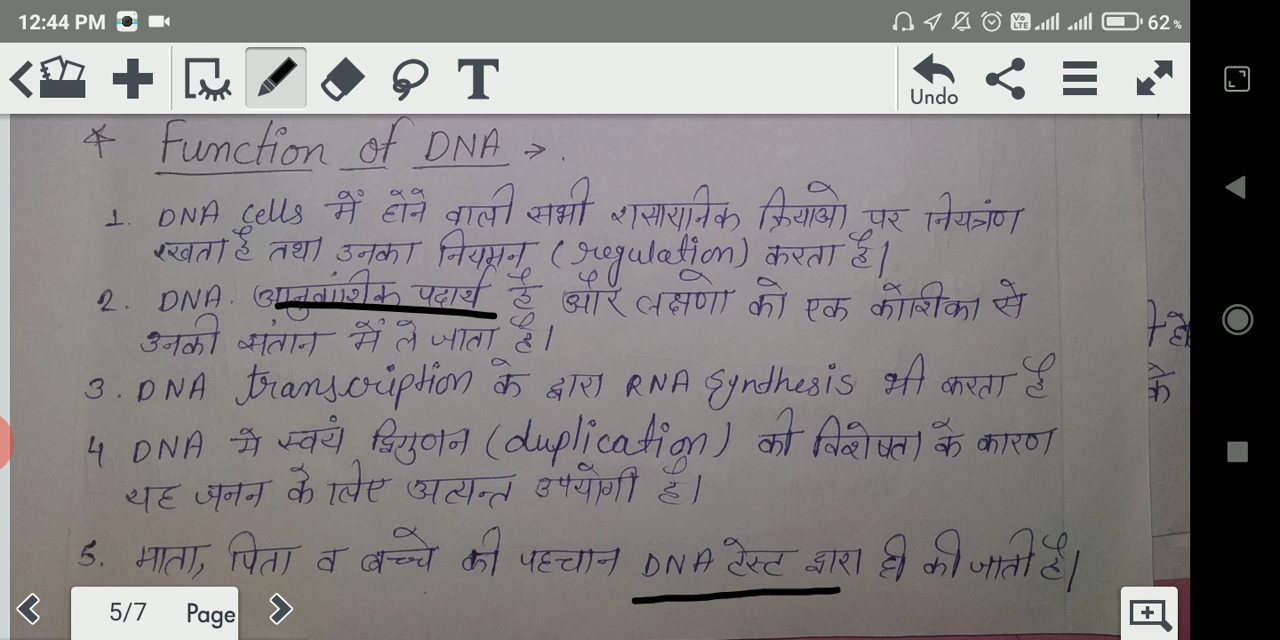 12:44 PM
Vo LTE 62%
T
Undo
* Function of DNA →.
1. DNA cells में होने वाली सभी रासायनिक क्रियाओ पर नियंत्रण
रखता है तथा उनका नियमन (regulation) करता है।
2. DNA. आनुवांशिक पदार्थ है और लक्षणो को एक कोशिका से
उनकी संतान में ले जाता है।
3. DNA transcription के द्वारा RNA synthesis भी करता है
4 DNA मे स्वयं द्विगुणन (duplication) की विशेषता के कारण
यह जनन के लिए अत्यन्त उपयोगी है।
5. माता, पिता व बच्चे की पहचान DNA टेस्ट द्वारा ही की जाती है।
के
5/7 Page